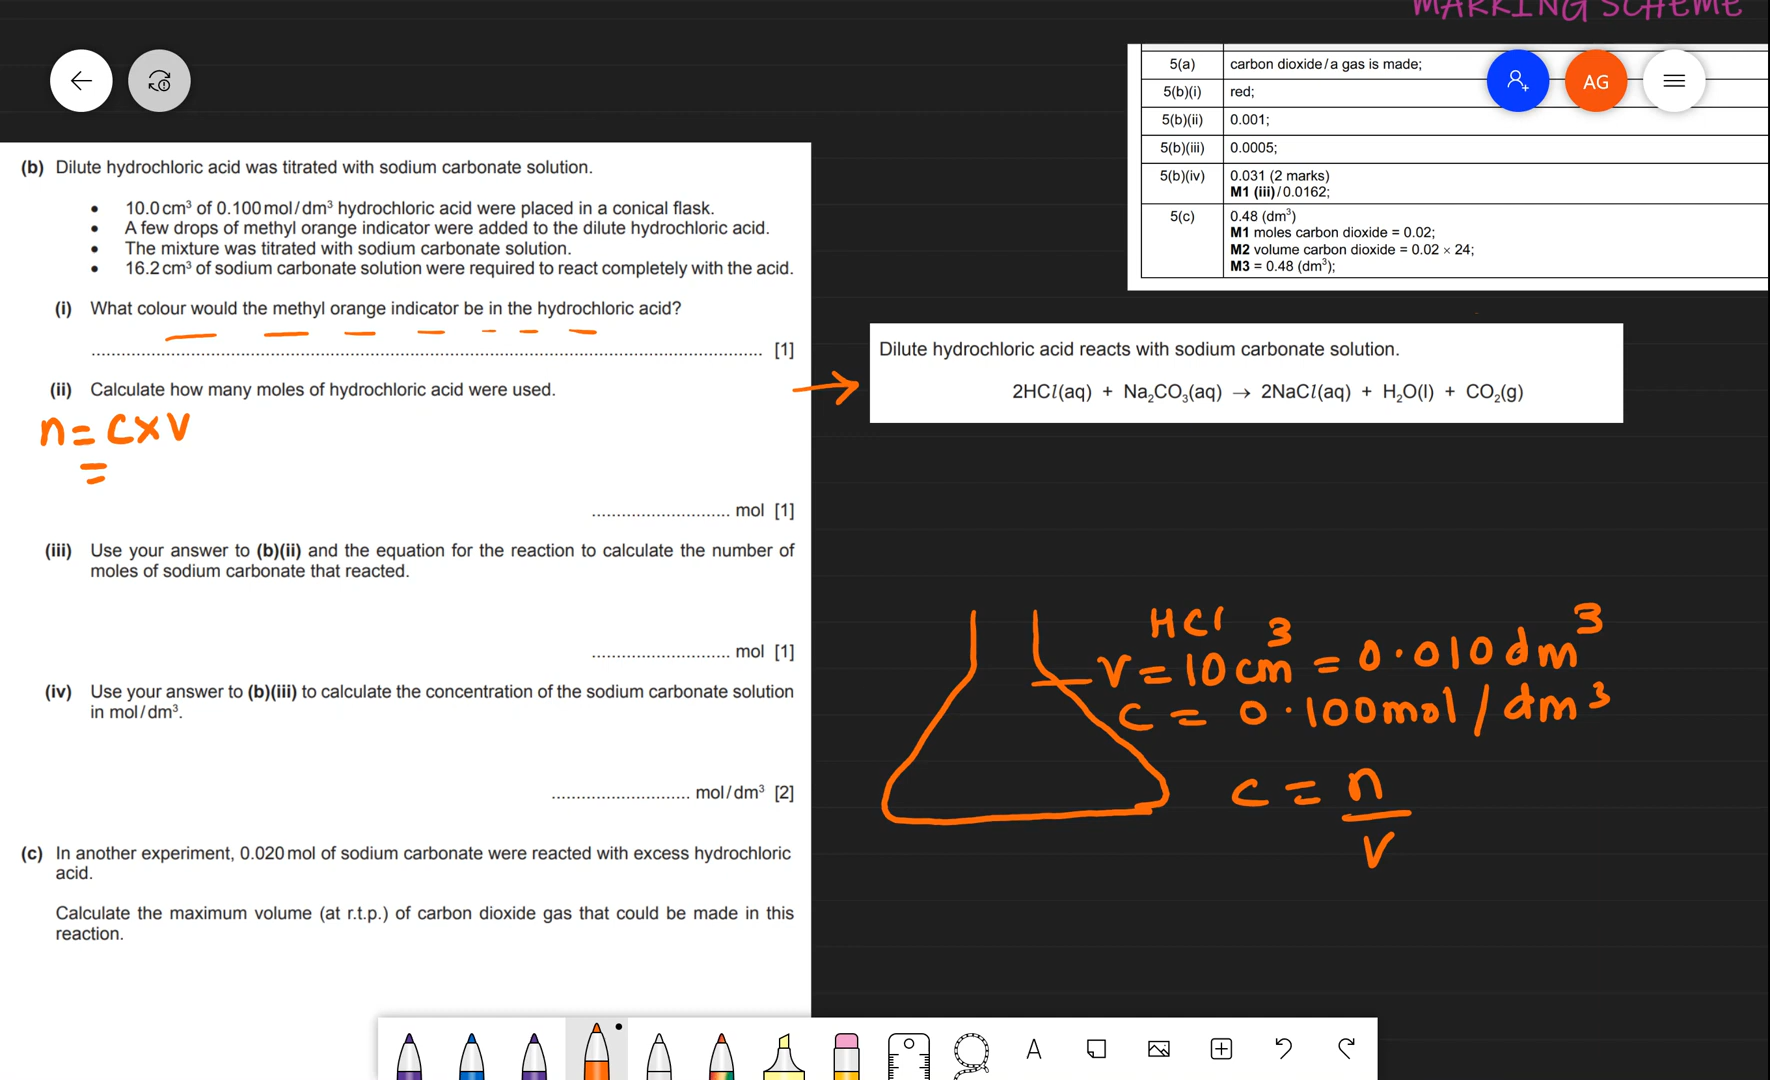 MARKING SCHEME
5(a) carbon dioxide/a gas is made;
5(b)(i) red;
5(b)(ii) 0.001;
5(b)(iii) 0.0005;
5(b)(iv) 0.031 (2 marks)
M1 (iii)/0.0162;
5(c) 0.48 (dm³)
M1 moles carbon dioxide = 0.02;
M2 volume carbon dioxide = 0.02 × 24;
M3 = 0.48 (dm³);
AG
(b) Dilute hydrochloric acid was titrated with sodium carbonate solution.
• 10.0 cm³ of 0.100 mol/dm³ hydrochloric acid were placed in a conical flask.
• A few drops of methyl orange indicator were added to the dilute hydrochloric acid.
• The mixture was titrated with sodium carbonate solution.
• 16.2 cm³ of sodium carbonate solution were required to react completely with the acid.
(i) What colour would the methyl orange indicator be in the hydrochloric acid?
[1]
(ii) Calculate how many moles of hydrochloric acid were used.
n = c×v
=
mol [1]
(iii) Use your answer to (b)(ii) and the equation for the reaction to calculate the number of
moles of sodium carbonate that reacted.
mol [1]
(iv) Use your answer to (b)(iii) to calculate the concentration of the sodium carbonate solution
in mol/dm³.
mol/dm³ [2]
(c) In another experiment, 0.020 mol of sodium carbonate were reacted with excess hydrochloric
acid.
Calculate the maximum volume (at r.t.p.) of carbon dioxide gas that could be made in this
reaction.
Dilute hydrochloric acid reacts with sodium carbonate solution.
2HCl(aq) + Na₂CO₃(aq) → 2NaCl(aq) + H₂O(l) + CO₂(g)
HCl
V = 10 cm³ = 0.010 dm³
C = 0.100 mol/dm³
C = n
V
A